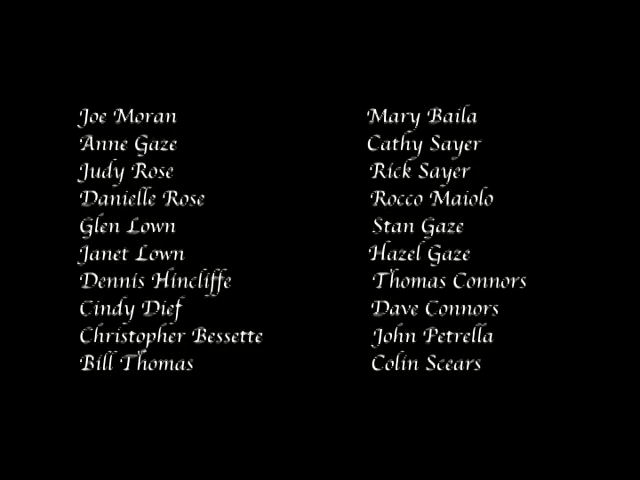 Joe Moran
Anne Gaze
Judy Rose
Danielle Rose
Glen Lown
Janet Lown
Dennis Hincliffe
Cindy Dief
Christopher Bessette
Bill Thomas
Mary Baila
Cathy Sayer
Rick Sayer
Rocco Maiolo
Stan Gaze
Hazel Gaze
Thomas Connors
Dave Connors
John Petrella
Colin Scears